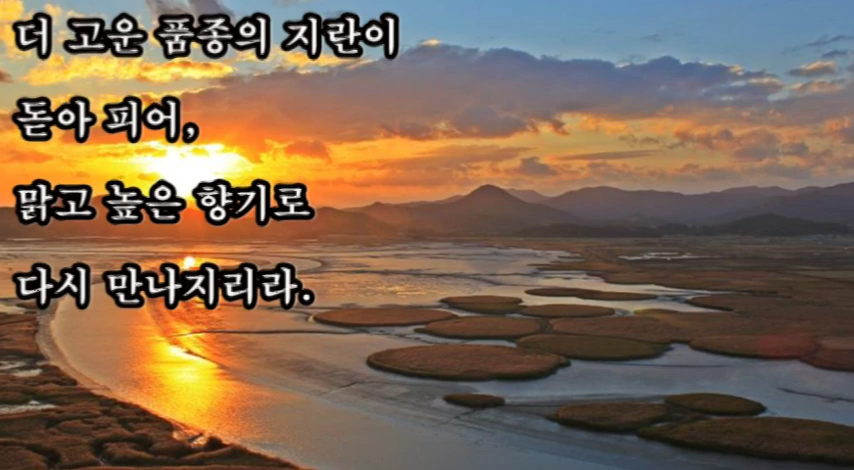 더 고운 품종의 지란이
돋아 피어,
맑고 높은 향기로
다시 만나지리라.